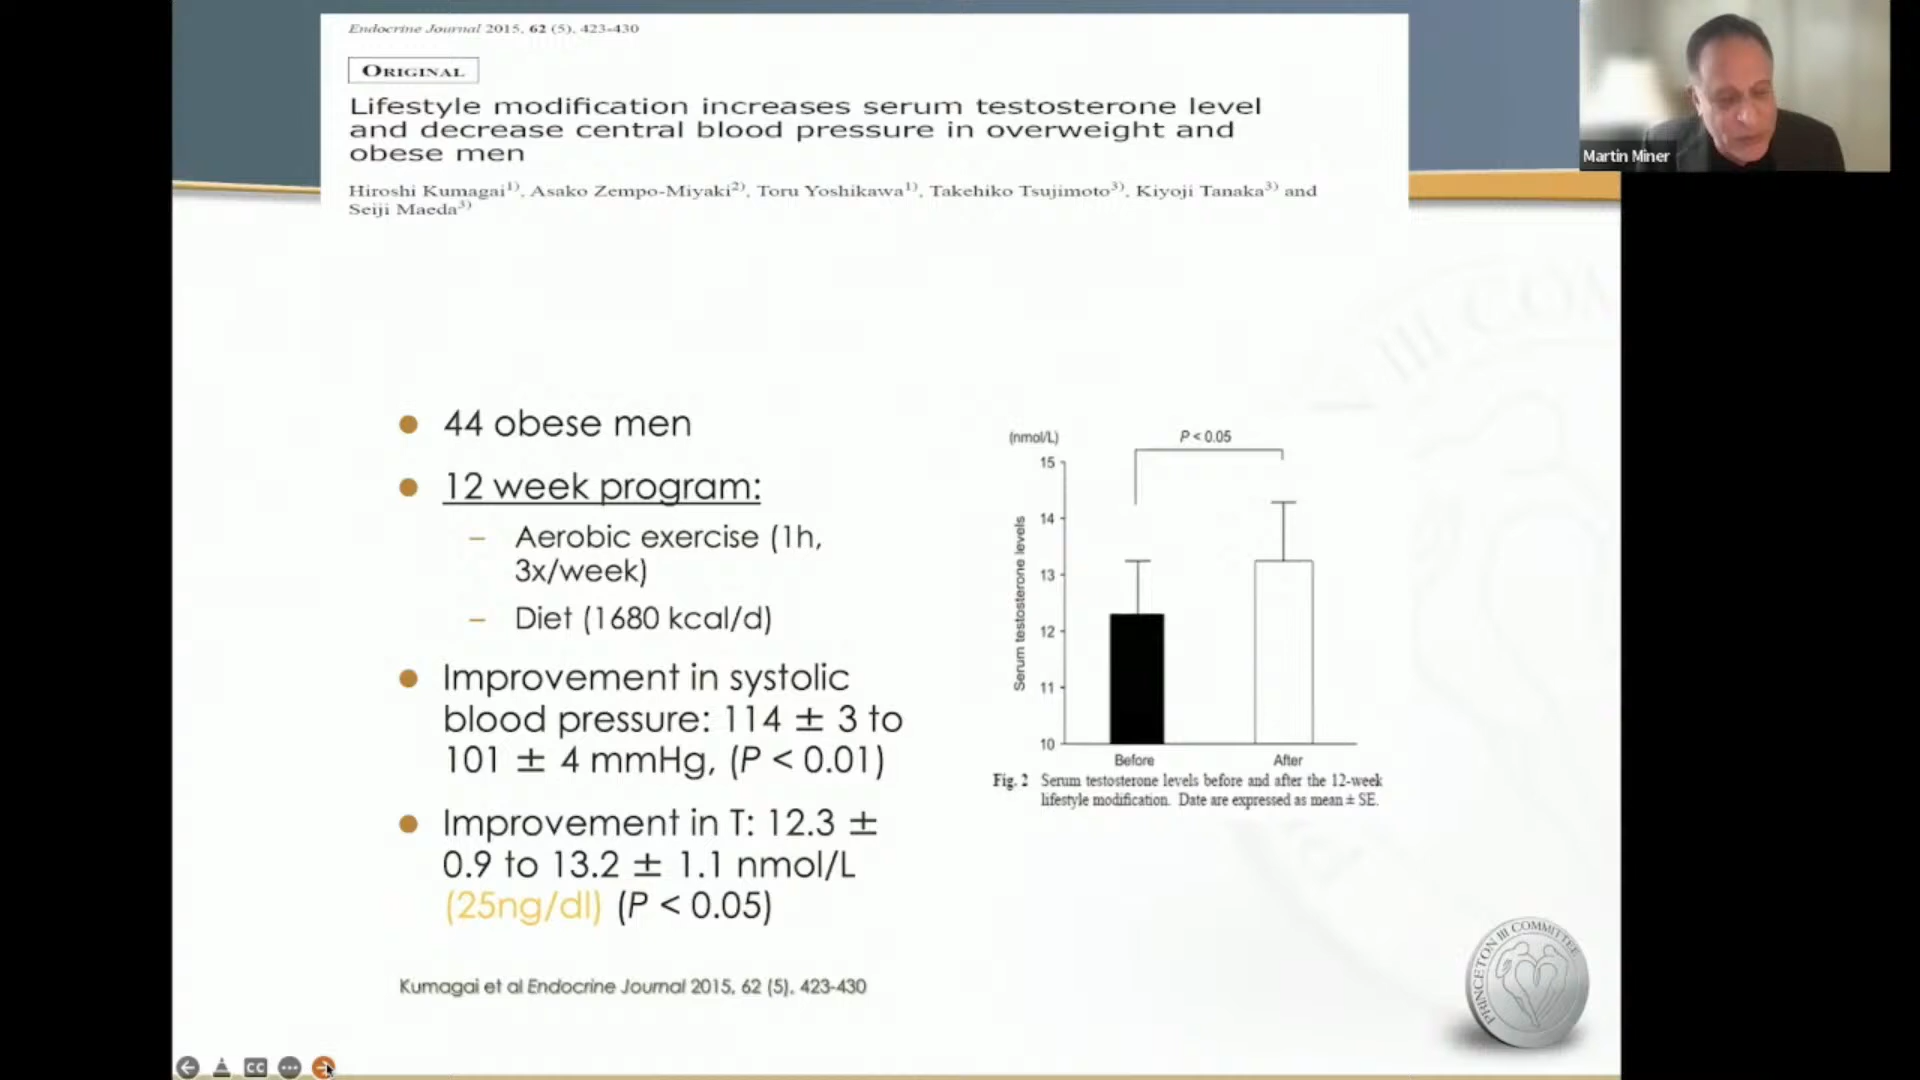 Endocrine Journal 2015, 62 (5), 423-430
ORIGINAL
Lifestyle modification increases serum testosterone level
and decrease central blood pressure in overweight and
obese men
Hiroshi Kumagai1), Asako Zempo-Miyaki2), Toru Yoshikawa1), Takehiko Tsujimoto3), Kiyoji Tanaka3) and
Seiji Maeda3)
Martin Miner
44 obese men
12 week program:
– Aerobic exercise (1h,
3x/week)
– Diet (1680 kcal/d)
Improvement in systolic
blood pressure: 114 ± 3 to
101 ± 4 mmHg, (P < 0.01)
Improvement in T: 12.3 ±
0.9 to 13.2 ± 1.1 nmol/L
(25ng/dl) (P < 0.05)
Kumagai et al Endocrine Journal 2015, 62 (5), 423-430
(nmol/L)
P < 0.05
15
14
13
12
11
10
Serum testosterone levels
Before After
Fig. 2 Serum testosterone levels before and after the 12-week
lifestyle modification. Date are expressed as mean ± SE.
III COM
PRINCETON III COMMITTEE
CC